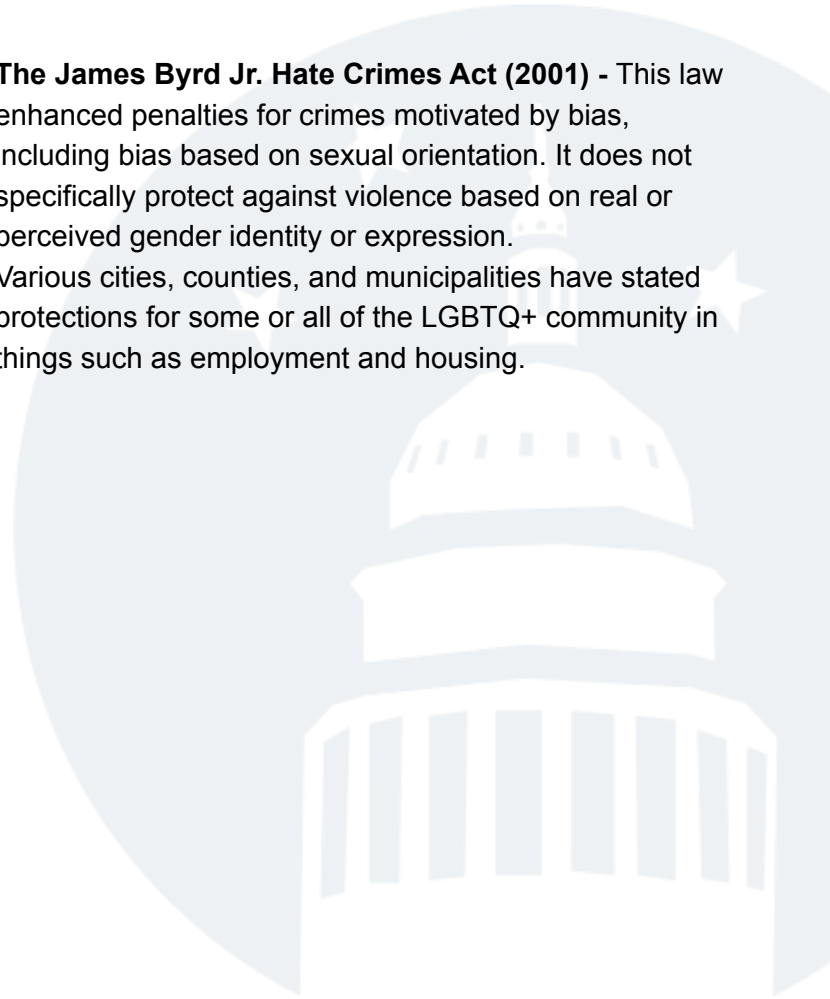 The James Byrd Jr. Hate Crimes Act (2001) - This law
enhanced penalties for crimes motivated by bias,
including bias based on sexual orientation. It does not
specifically protect against violence based on real or
perceived gender identity or expression.
Various cities, counties, and municipalities have stated
protections for some or all of the LGBTQ+ community in
things such as employment and housing.